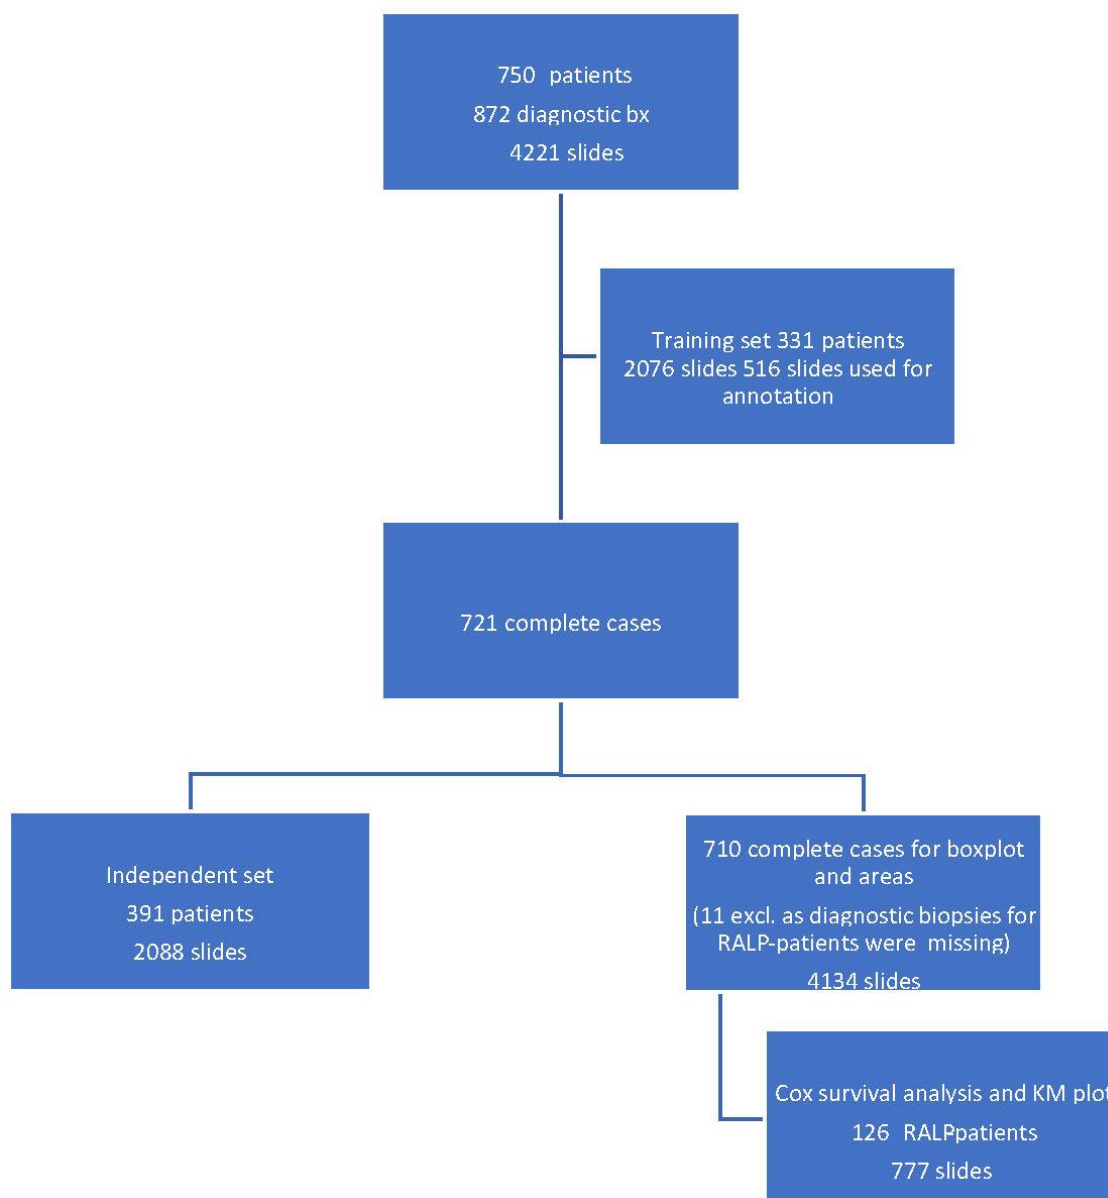 750 patients
872 diagnostic bx
4221 slides
Training set 331 patients
2076 slides 516 slides used for
annotation
721 complete cases
Independent set
391 patients
2088 slides
710 complete cases for boxplot
and areas
(11 excl. as diagnostic biopsies for
RALP-patients were missing)
4134 slides
Cox survival analysis and KM plot
126 RALPpatients
777 slides